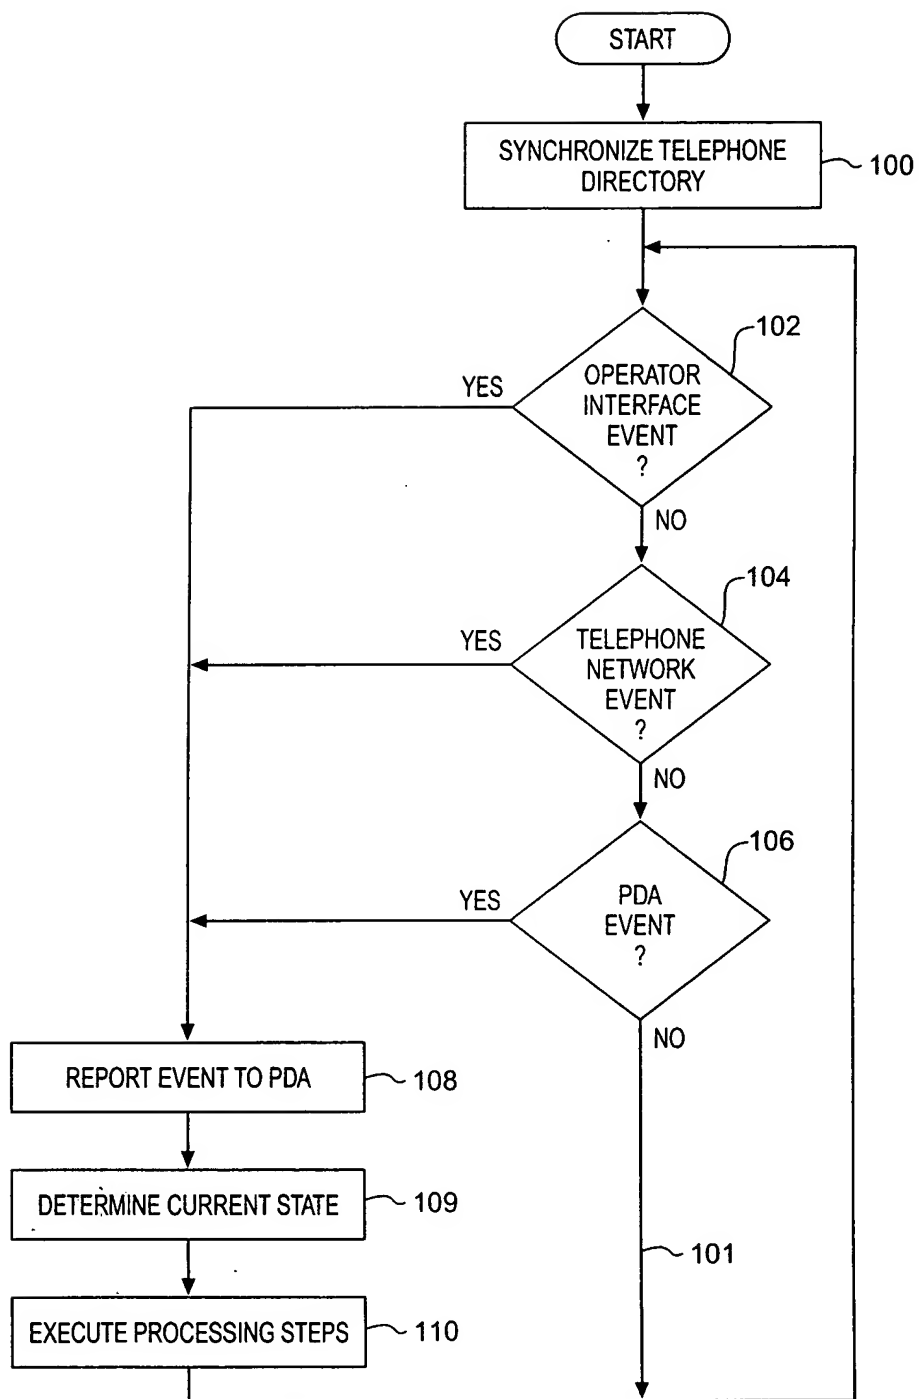 START
SYNCHRONIZE TELEPHONE
DIRECTORY
100
102
OPERATOR
INTERFACE
EVENT
?
YES
NO
104
TELEPHONE
NETWORK
EVENT
?
YES
NO
106
PDA
EVENT
?
YES
NO
REPORT EVENT TO PDA
108
DETERMINE CURRENT STATE
109
101
EXECUTE PROCESSING STEPS
110